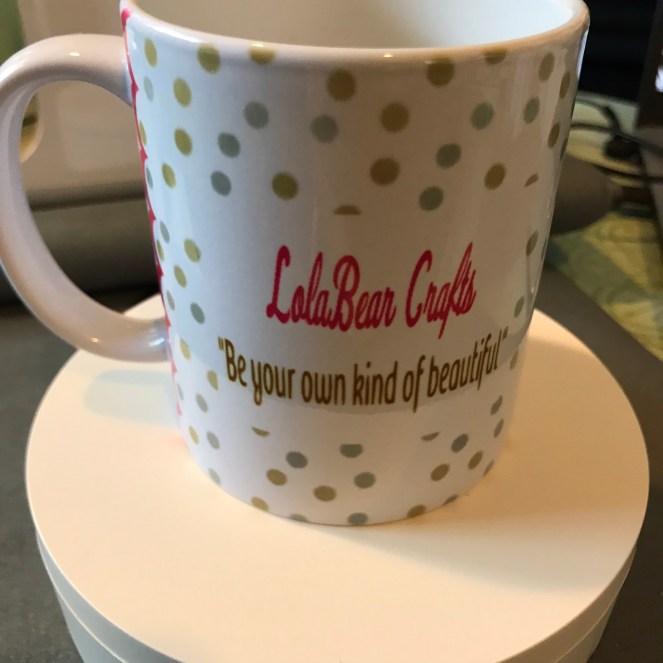 LolaBear Crafts
"Be your own kind of beautiful"